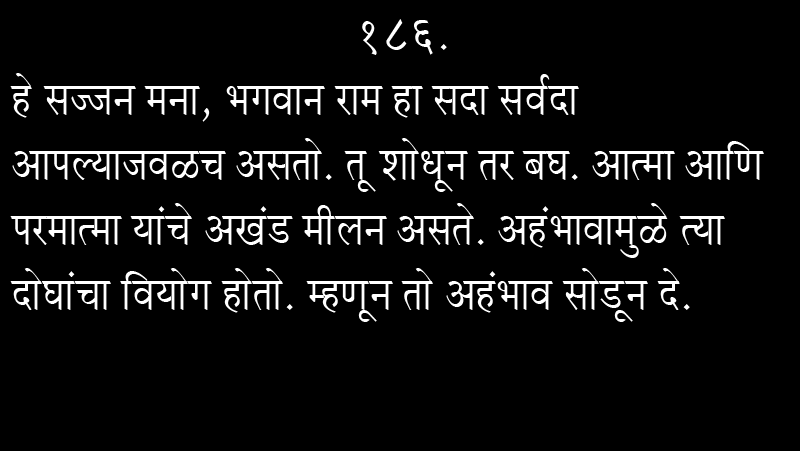 १८६.
हे सज्जन मना, भगवान राम हा सदा सर्वदा
आपल्याजवळच असतो. तू शोधून तर बघ. आत्मा आणि
परमात्मा यांचे अखंड मीलन असते. अहंभावामुळे त्या
दोघांचा वियोग होतो. म्हणून तो अहंभाव सोडून दे.